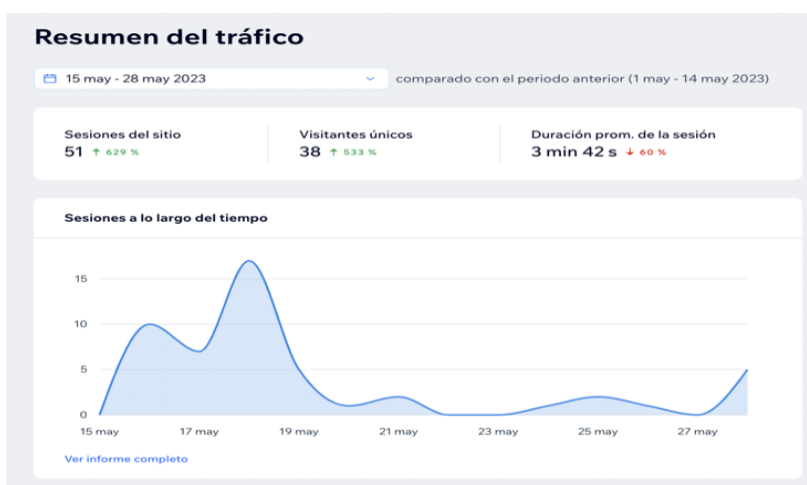 Resumen del tráfico
15 may - 28 may 2023 comparado con el periodo anterior (1 may - 14 may 2023)
Sesiones del sitio Visitantes únicos Duración prom. de la sesión
51 ↑ 629 % 38 ↑ 533 % 3 min 42 s ↓ 60 %
Sesiones a lo largo del tiempo
15
10
5
0
15 may 17 may 19 may 21 may 23 may 25 may 27 may
Ver informe completo